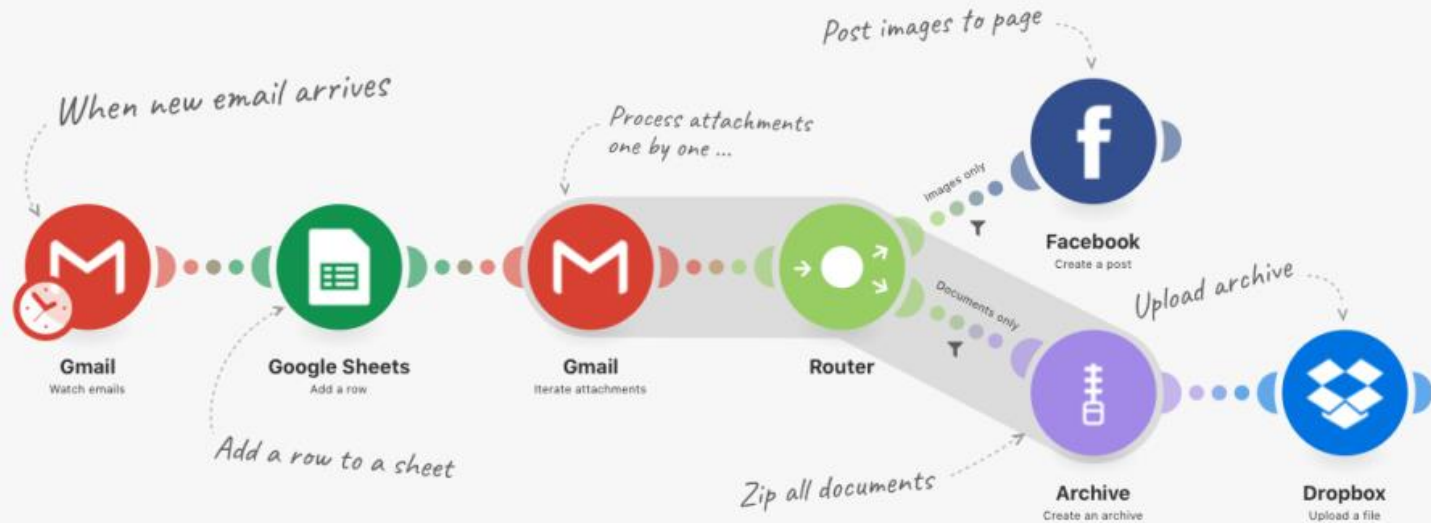 Post images to page
When new email arrives
Process attachments
one by one ...
Images only
Facebook
Create a post
Documents only
Upload archive
Gmail
Watch emails
Google Sheets
Add a row
Gmail
Iterate attachments
Router
Add a row to a sheet
Zip all documents
Archive
Create an archive
Dropbox
Upload a file